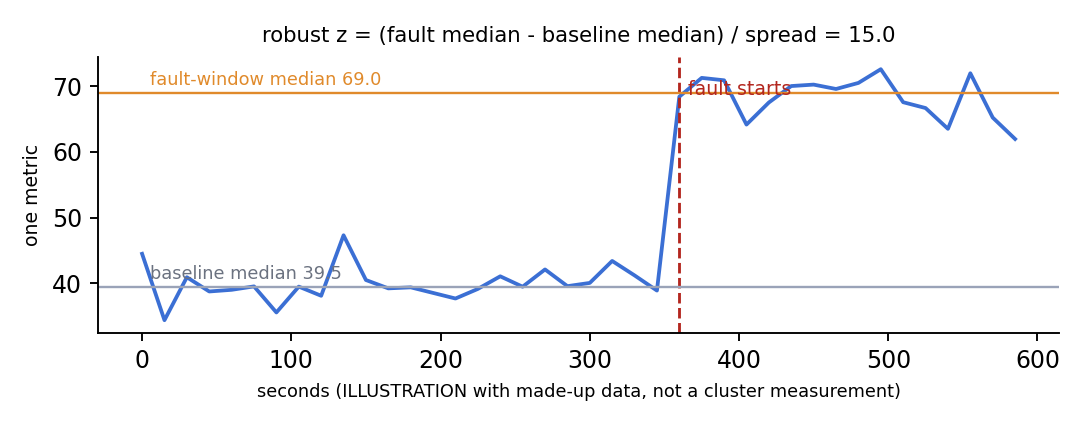 robust z = (fault median - baseline median) / spread = 15.0
fault-window median 69.0
fault starts
baseline median 39.5
one metric
70
60
50
40
0 100 200 300 400 500 600
seconds (ILLUSTRATION with made-up data, not a cluster measurement)